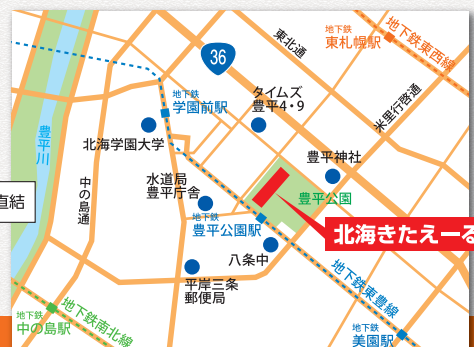 36
東北通
地下鉄
東札幌駅
地下鉄東西線
地下鉄
学園前駅
タイムズ
豊平4・9
米里行啓通
豊平川
北海学園大学
豊平神社
中の島通
水道局
豊平庁舎
豊平公園
直結
地下鉄
豊平公園駅
北海きたえーる
八条中
平岸三条
郵便局
地下鉄東豊線
地下鉄南北線
地下鉄
中の島駅
地下鉄
美園駅